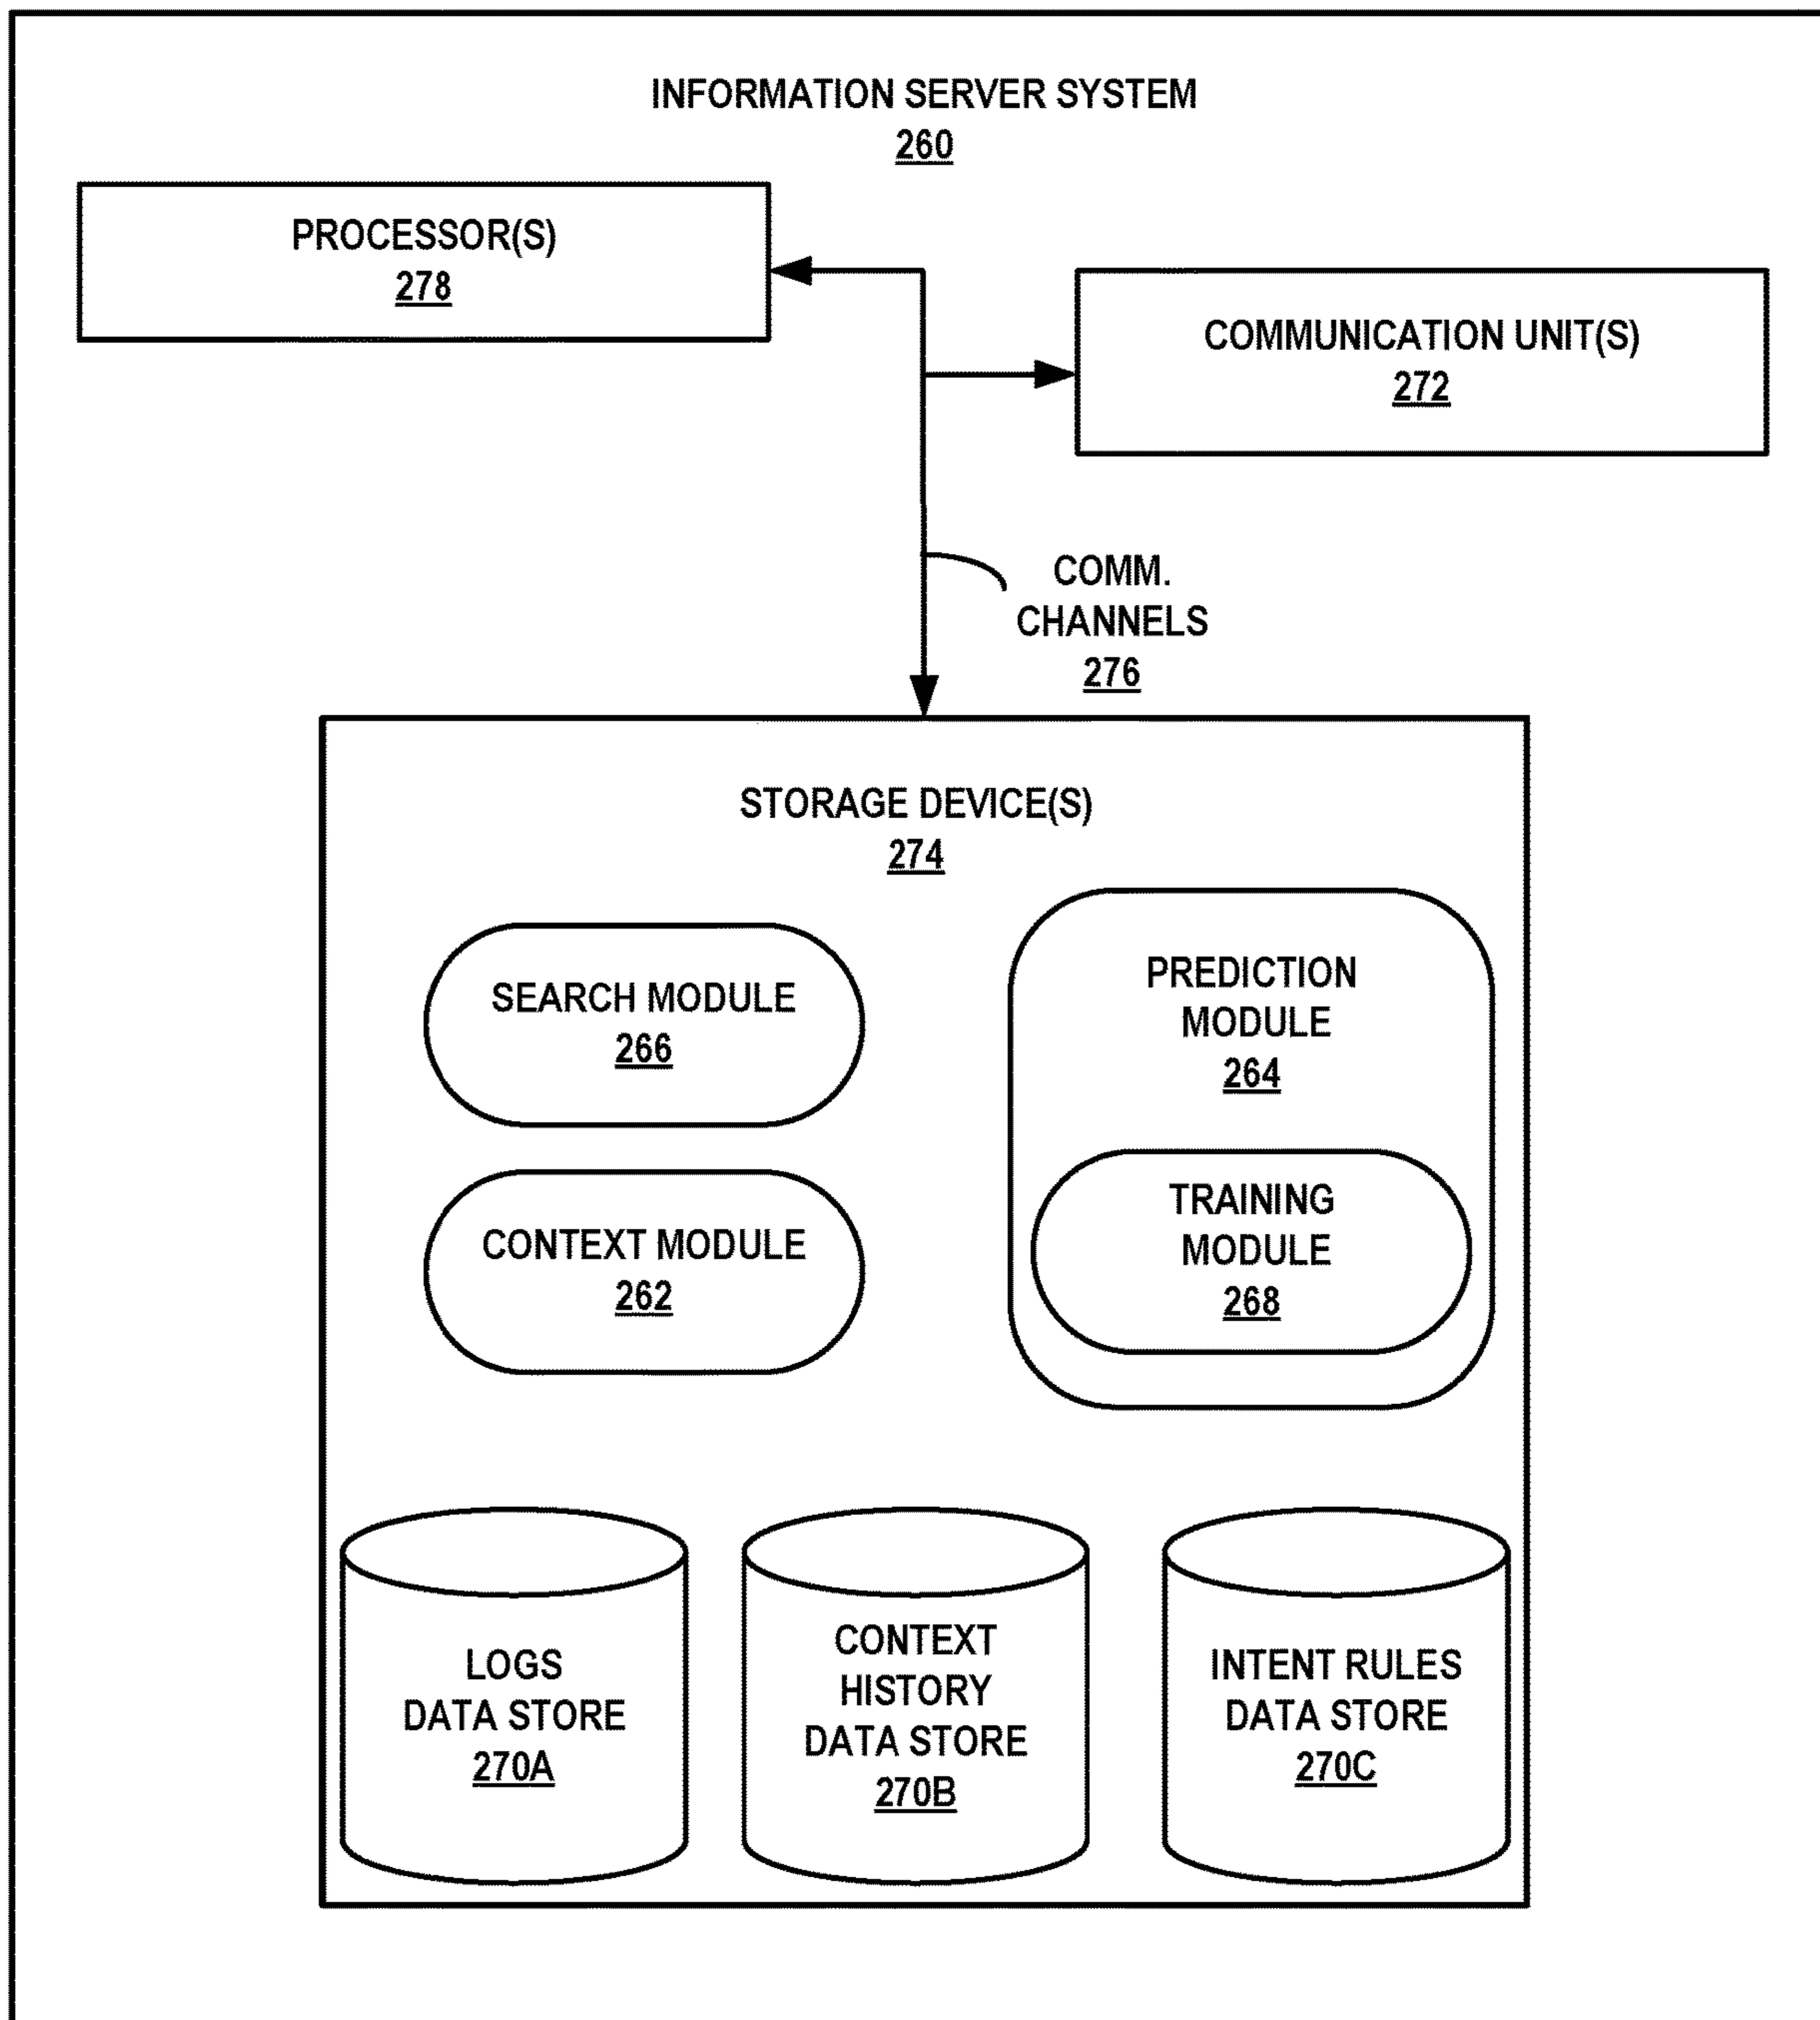 INFORMATION SERVER SYSTEM
260
PROCESSOR(S)
278
COMMUNICATION UNIT(S)
272
COMM.
CHANNELS
276
STORAGE DEVICE(S)
274
SEARCH MODULE
266
PREDICTION
MODULE
264
CONTEXT MODULE
262
TRAINING
MODULE
268
LOGS
DATA STORE
270A
CONTEXT
HISTORY
DATA STORE
270B
INTENT RULES
DATA STORE
270C